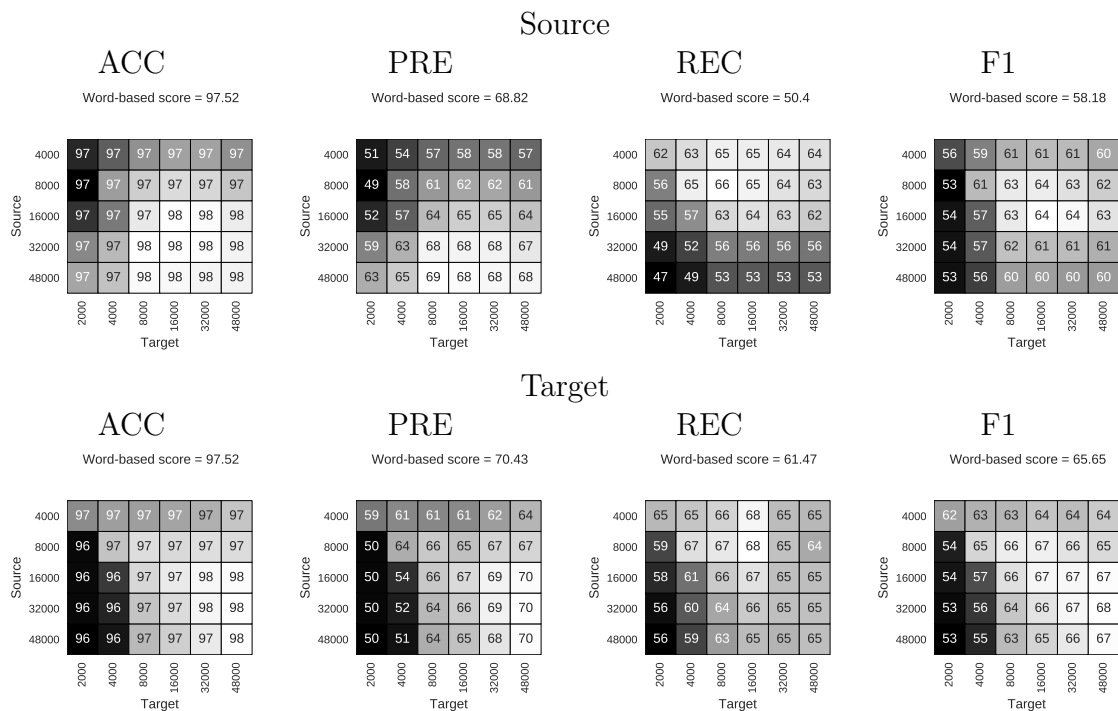 Source
ACC PRE REC F1
Word-based score = 97.52 Word-based score = 68.82 Word-based score = 50.4 Word-based score = 58.18
4000 97 97 97 97 97 97 4000 51 54 57 58 58 57 4000 62 63 65 65 64 64 4000 56 59 61 61 61 60
8000 97 97 97 97 97 97 8000 49 58 61 62 62 61 8000 56 65 66 65 64 63 8000 53 61 63 64 63 62
16000 97 97 97 98 98 98 16000 52 57 64 65 65 64 16000 55 57 63 64 63 62 16000 54 57 63 64 64 63
32000 97 97 98 98 98 98 32000 59 63 68 68 68 67 32000 49 52 56 56 56 56 32000 54 57 62 61 61 61
48000 97 97 98 98 98 98 48000 63 65 69 68 68 68 48000 47 49 53 53 53 53 48000 53 56 60 60 60 60
Source Source Source Source
2000 4000 8000 16000 32000 48000 2000 4000 8000 16000 32000 48000 2000 4000 8000 16000 32000 48000 2000 4000 8000 16000 32000 48000
Target Target Target Target
Target
ACC PRE REC F1
Word-based score = 97.52 Word-based score = 70.43 Word-based score = 61.47 Word-based score = 65.65
4000 97 97 97 97 97 97 4000 59 61 61 61 62 64 4000 65 65 66 68 65 65 4000 62 63 63 64 64 64
8000 96 97 97 97 97 97 8000 50 64 66 65 67 67 8000 59 67 67 68 65 64 8000 54 65 66 67 66 65
16000 96 96 97 97 98 98 16000 50 54 66 67 69 70 16000 58 61 66 67 65 65 16000 54 57 66 67 67 67
32000 96 96 97 97 98 98 32000 50 52 64 66 69 70 32000 56 60 64 66 65 65 32000 53 56 64 66 67 68
48000 96 96 97 97 97 98 48000 50 51 64 65 68 70 48000 56 59 63 65 65 65 48000 53 55 63 65 66 67
Source Source Source Source
2000 4000 8000 16000 32000 48000 2000 4000 8000 16000 32000 48000 2000 4000 8000 16000 32000 48000 2000 4000 8000 16000 32000 48000
Target Target Target Target